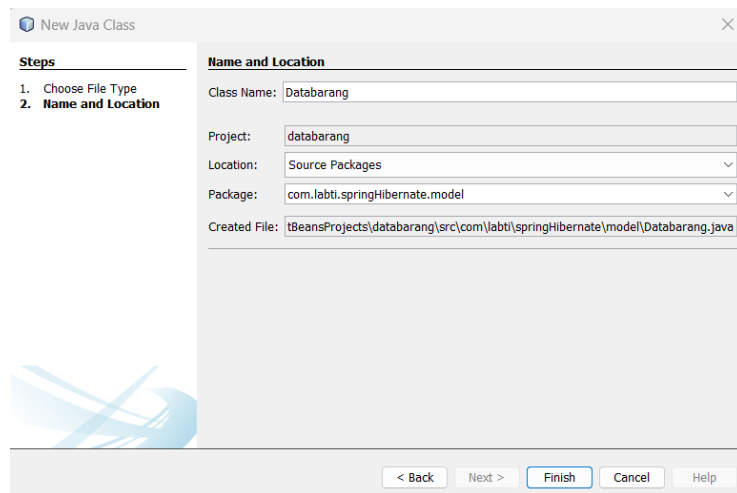 New Java Class
Steps
1. Choose File Type
2. Name and Location
Name and Location
Class Name: Databarang
Project: databarang
Location: Source Packages
Package: com.labti.springHibernate.model
Created File: tBeansProjects\databarang\src\com\labti\springHibernate\model\Databarang.java
< Back Next > Finish Cancel Help